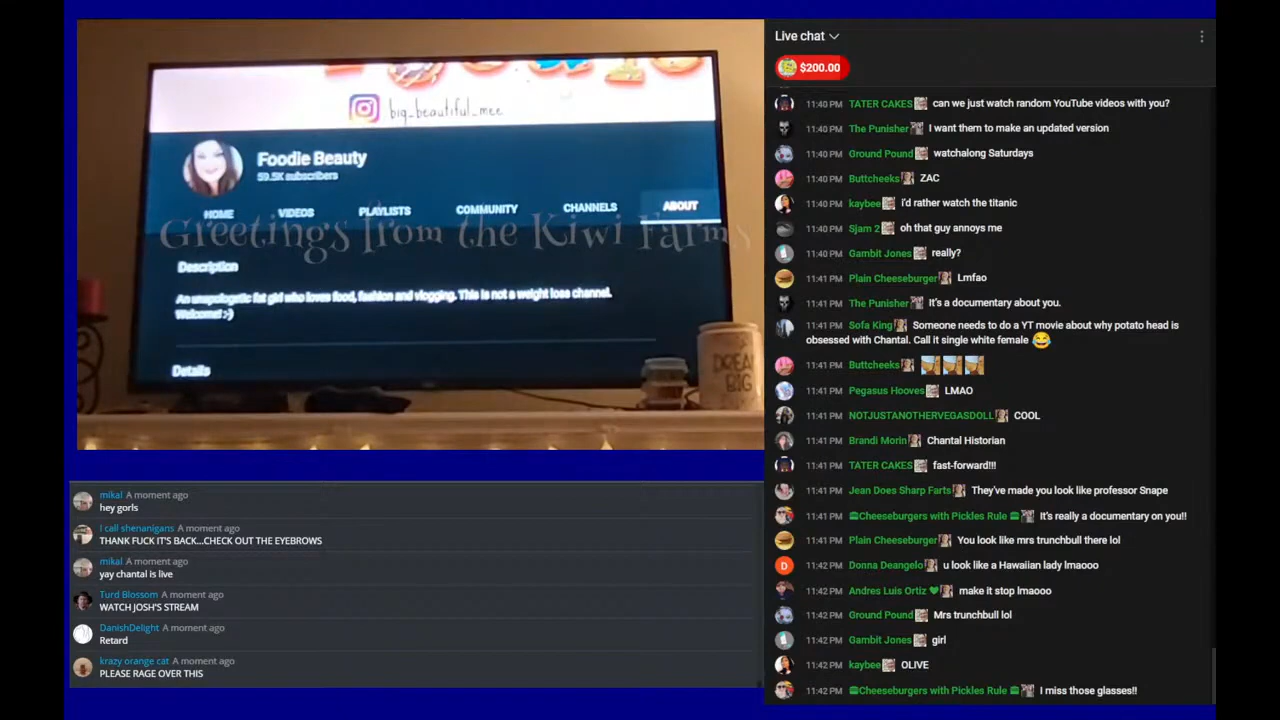 big_beautiful_mee
Foodie Beauty
59.5K subscribers
HOME VIDEOS PLAYLISTS COMMUNITY CHANNELS ABOUT
Greetings from the Kiwi Farms
Description
An unapologetic fat girl who loves food, fashion and vlogging. This is not a weight loss channel.
Welcome! :-)
Details
DREAM
BIG
mikal A moment ago
hey gorls
I call shenanigans A moment ago
THANK FUCK IT'S BACK...CHECK OUT THE EYEBROWS
mikal A moment ago
yay chantal is live
Turd Blossom A moment ago
WATCH JOSH'S STREAM
DanishDelight A moment ago
Retard
krazy orange cat A moment ago
PLEASE RAGE OVER THIS
Live chat
$200.00
11:40 PM TATER CAKES can we just watch random YouTube videos with you?
11:40 PM The Punisher I want them to make an updated version
11:40 PM Ground Pound watchalong Saturdays
11:40 PM Buttcheeks ZAC
11:40 PM kaybee i'd rather watch the titanic
11:40 PM Sjam 2 oh that guy annoys me
11:40 PM Gambit Jones really?
11:41 PM Plain Cheeseburger Lmfao
11:41 PM The Punisher It's a documentary about you.
11:41 PM Sofa King Someone needs to do a YT movie about why potato head is
obsessed with Chantal. Call it single white female 😂
11:41 PM Buttcheeks 🍻🍻🍻
11:41 PM Pegasus Hooves LMAO
11:41 PM NOTJUSTANOTHERVEGASDOLL COOL
11:41 PM Brandi Morin Chantal Historian
11:41 PM TATER CAKES fast-forward!!!
11:41 PM Jean Does Sharp Farts They've made you look like professor Snape
11:41 PM Cheeseburgers with Pickles Rule It's really a documentary on you!!
11:41 PM Plain Cheeseburger You look like mrs trunchbull there lol
D
11:41 PM Donna Deangelo u look like a Hawaiian lady lmaooo
11:42 PM Andres Luis Ortiz 💚 make it stop lmaooo
11:42 PM Ground Pound Mrs trunchbull lol
11:42 PM Gambit Jones girl
11:42 PM kaybee OLIVE
11:42 PM Cheeseburgers with Pickles Rule I miss those glasses!!